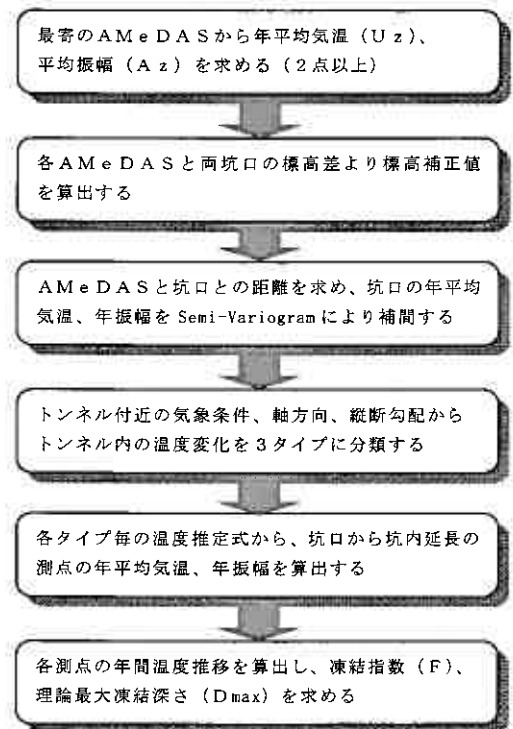 最寄のAMeDASから年平均気温（Uz）、
平均振幅（Az）を求める（2点以上）
各AMeDASと両坑口の標高差より標高補正値
を算出する
AMeDASと坑口との距離を求め、坑口の年平均
気温、年振幅をSemi-Variogramにより補間する
トンネル付近の気象条件、軸方向、縦断勾配から
トンネル内の温度変化を3タイプに分類する
各タイプ毎の温度推定式から、坑口から坑内延長の
測点の年平均気温、年振幅を算出する
各測点の年間温度推移を算出し、凍結指数（F）、
理論最大凍結深さ（Dmax）を求める